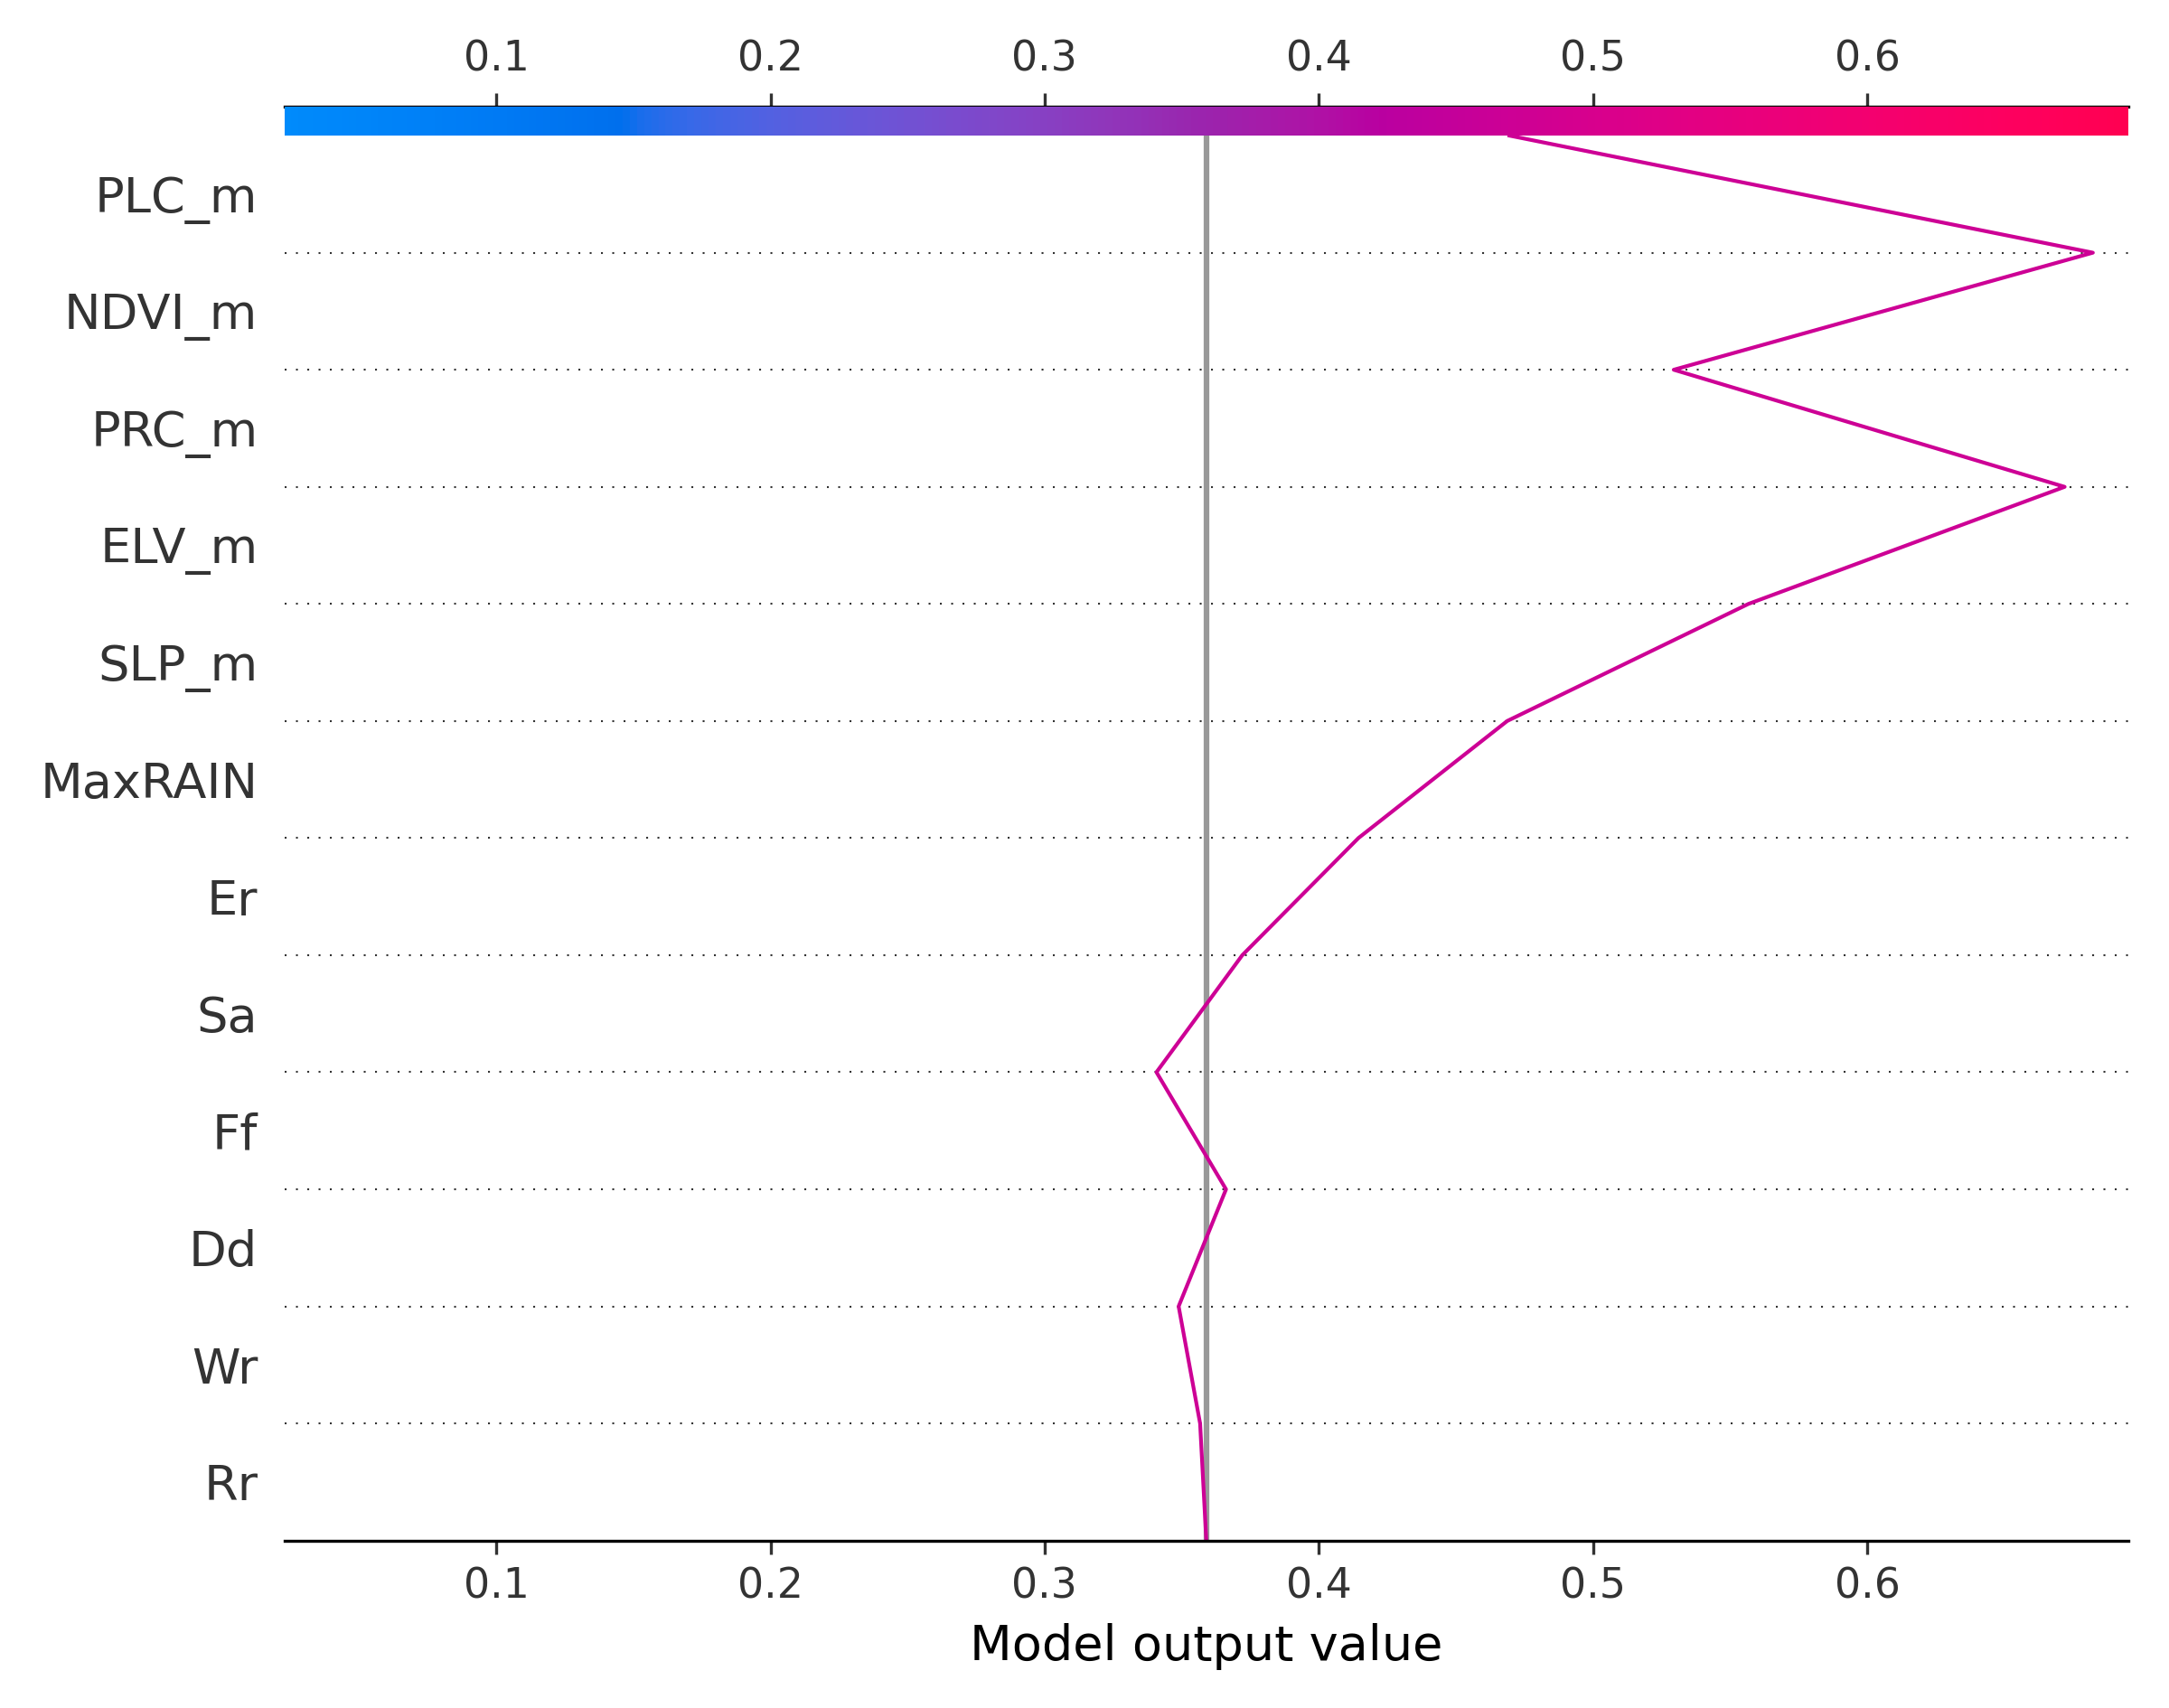 0.1 0.2 0.3 0.4 0.5 0.6
PLC_m
NDVI_m
PRC_m
ELV_m
SLP_m
MaxRAIN
Er
Sa
Ff
Dd
Wr
Rr
0.1 0.2 0.3 0.4 0.5 0.6
Model output value